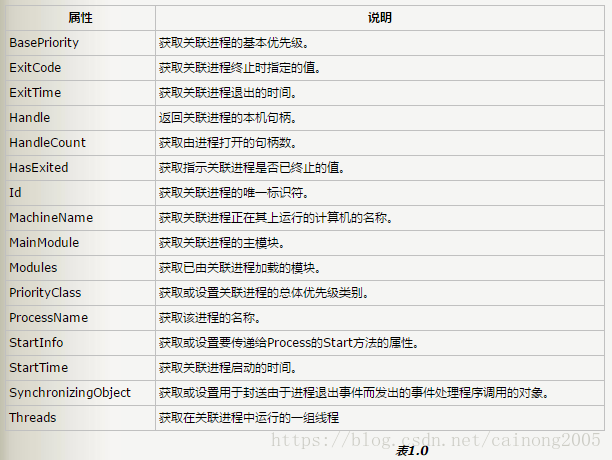 属性 说明
BasePriority 获取关联进程的基本优先级。
ExitCode 获取关联进程终止时指定的值。
ExitTime 获取关联进程退出的时间。
Handle 返回关联进程的本机句柄。
HandleCount 获取由进程打开的句柄数。
HasExited 获取指示关联进程是否已终止的值。
Id 获取关联进程的唯一标识符。
MachineName 获取关联进程正在其上运行的计算机的名称。
MainModule 获取关联进程的主模块。
Modules 获取已由关联进程加载的模块。
PriorityClass 获取或设置关联进程的总体优先级类别。
ProcessName 获取该进程的名称。
StartInfo 获取或设置要传递给Process的Start方法的属性。
StartTime 获取关联进程启动的时间。
SynchronizingObject 获取或设置用于封送由于进程退出事件而发出的事件处理程序调用的对象。
Threads 获取在关联进程中运行的一组线程
https://blog.csdn.net/cainong2005
表1.0